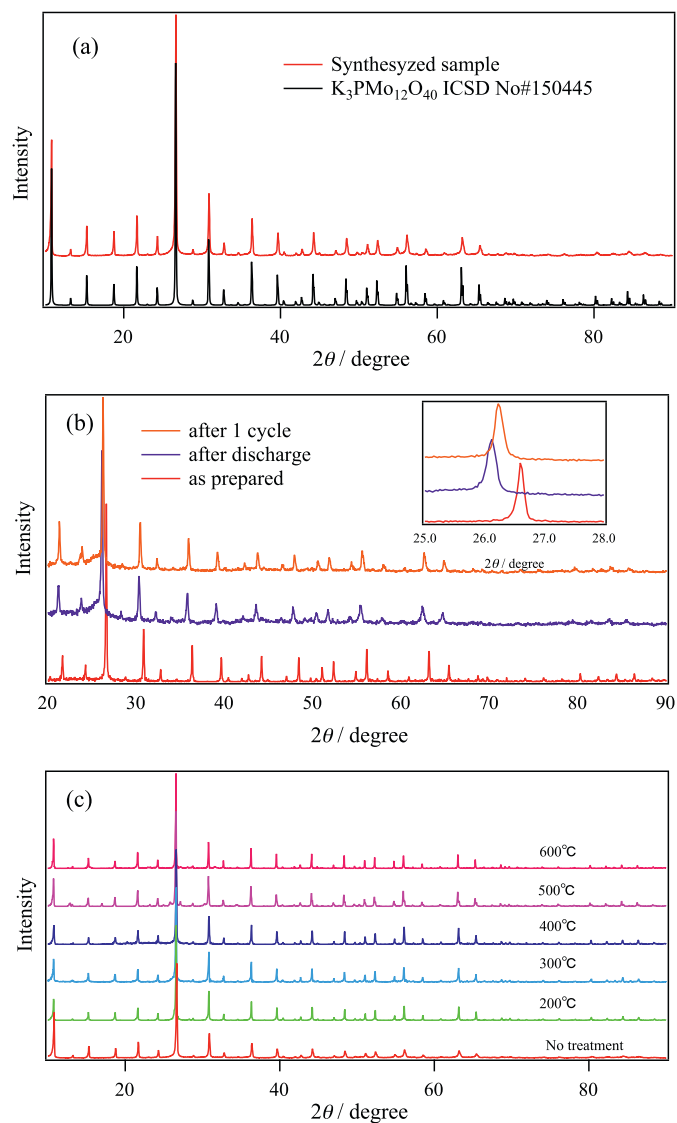 (a)
Synthesyzed sample
K₃PMo₁₂O₄₀ ICSD No#150445
Intensity
20 40 60 80
2θ / degree
(b)
after 1 cycle
after discharge
as prepared
25.0 26.0 27.0 28.0
2θ / degree
Intensity
20 30 40 50 60 70 80 90
2θ / degree
(c)
600℃
500℃
400℃
300℃
200℃
No treatment
Intensity
20 40 60 80
2θ / degree